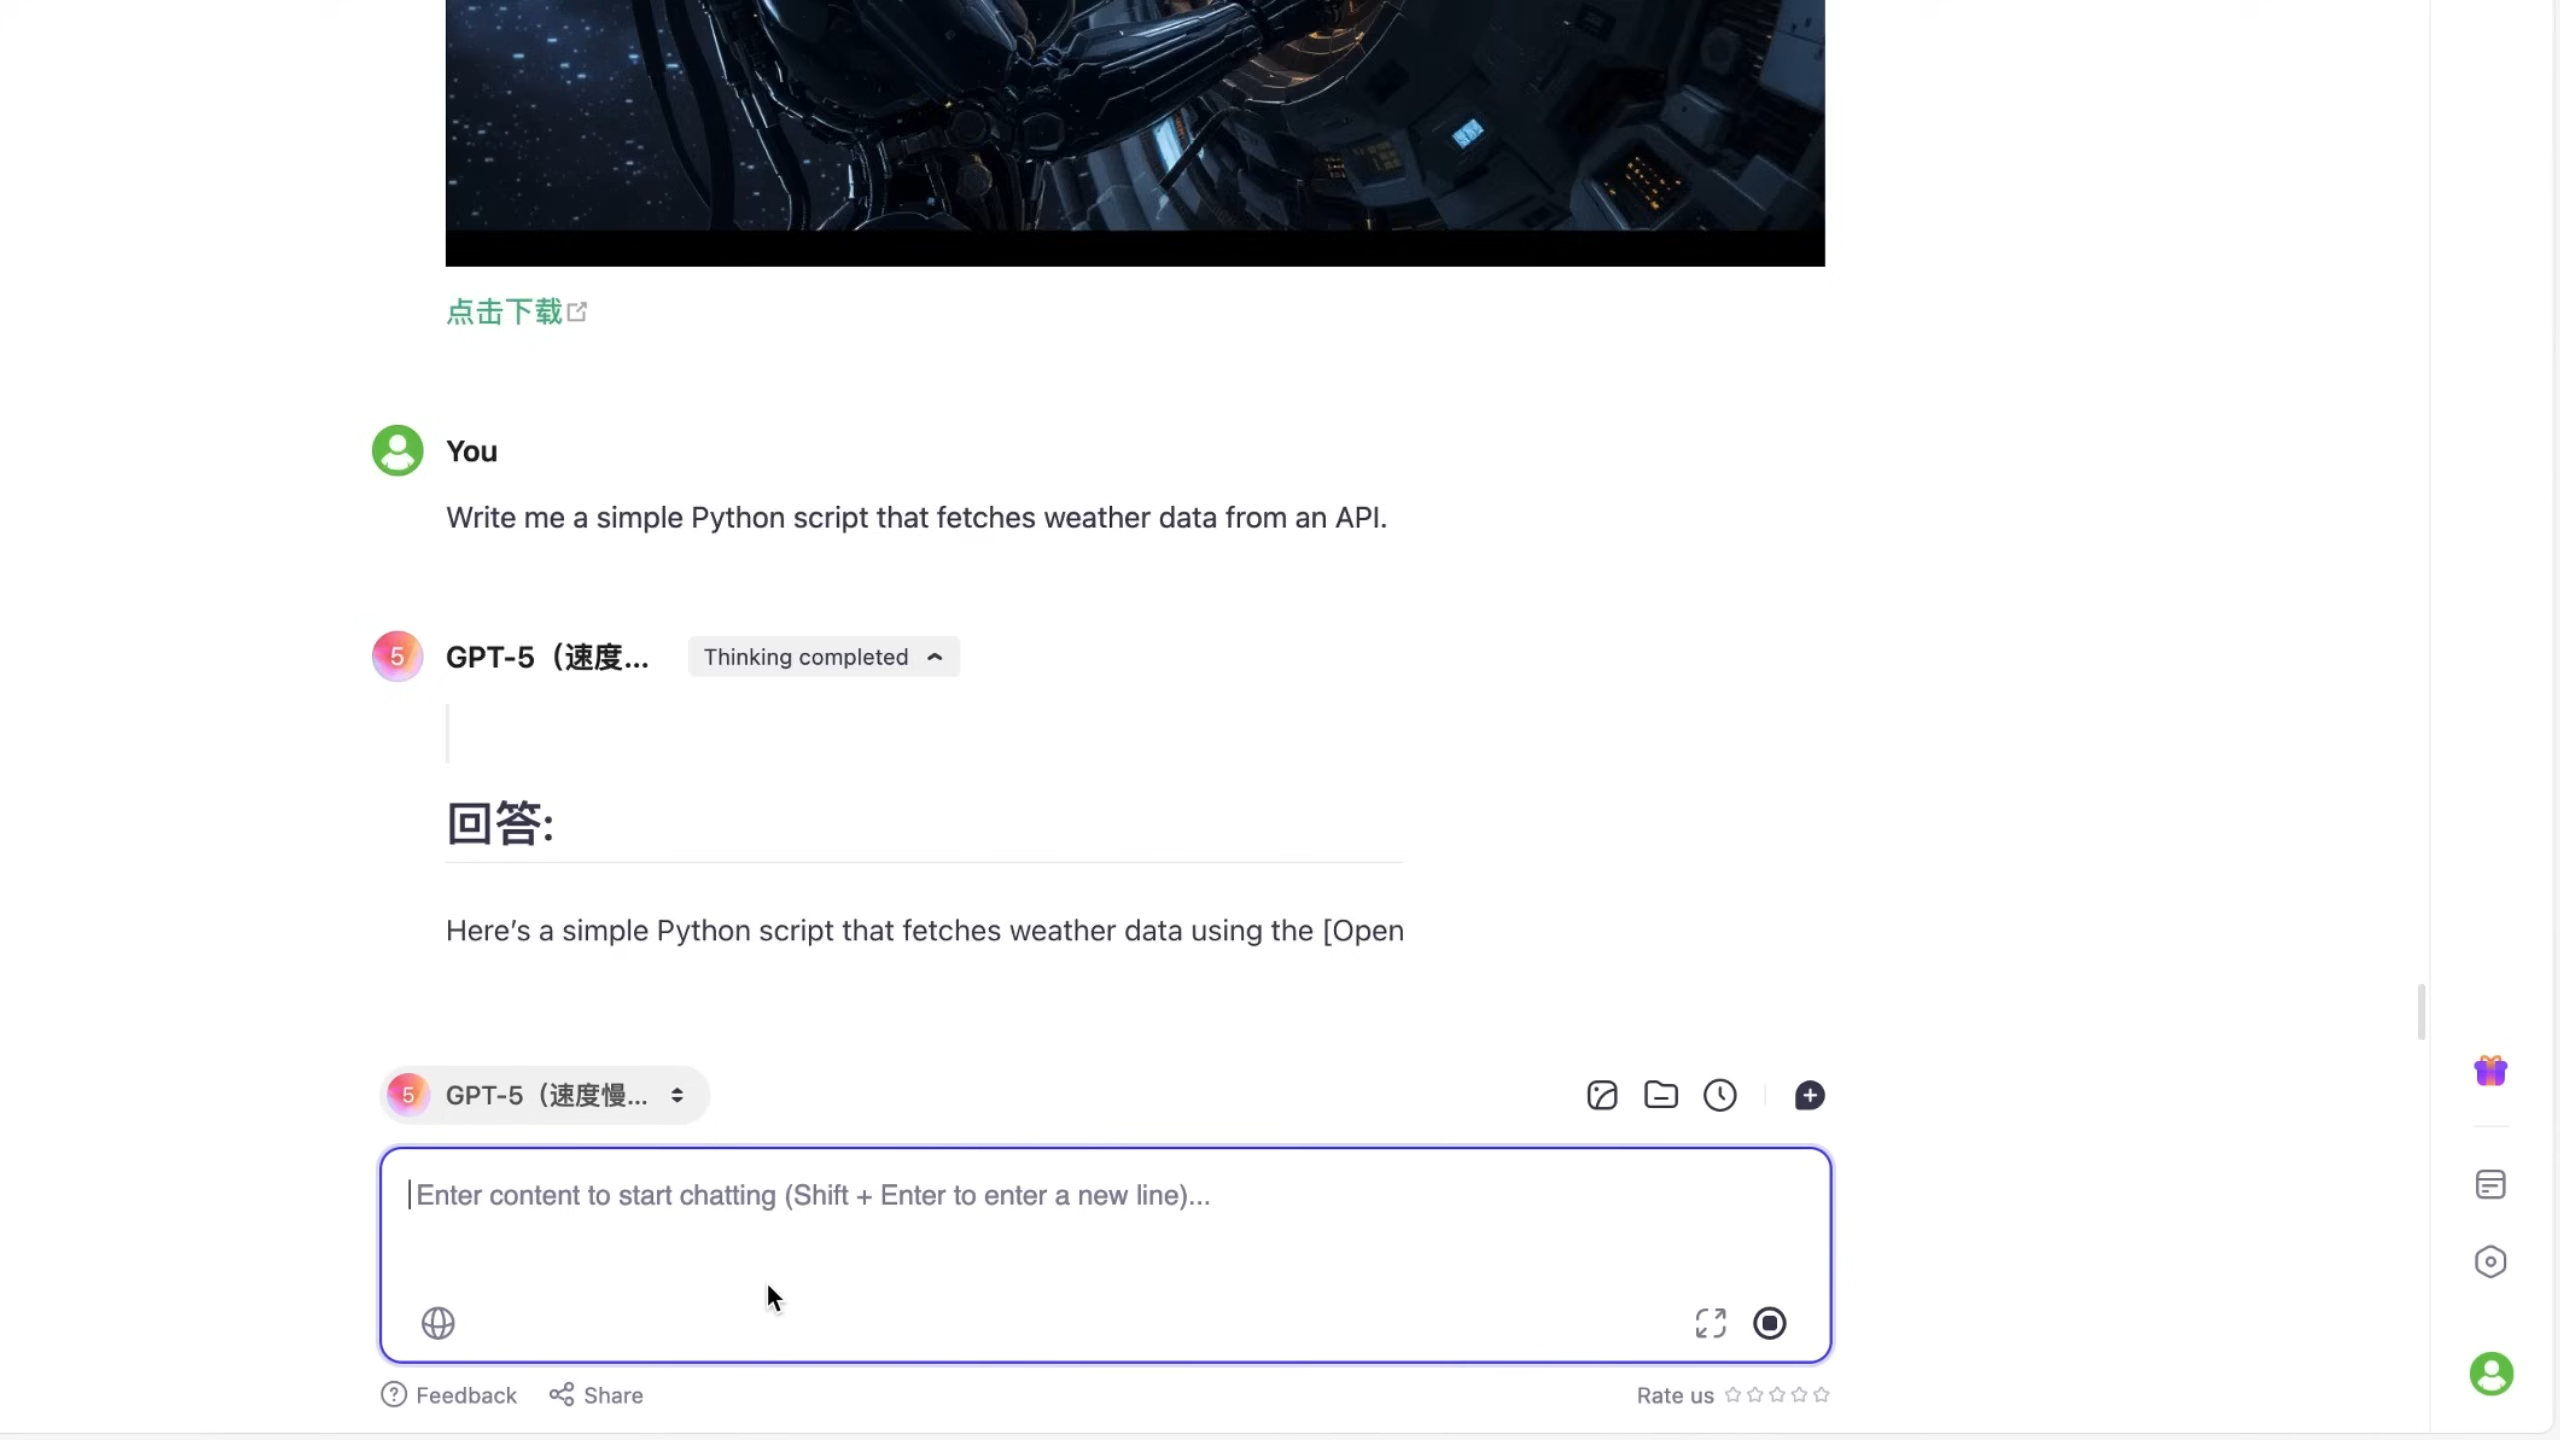 点击下载
You
Write me a simple Python script that fetches weather data from an API.
5
GPT-5（速度...
Thinking completed
回答:
Here’s a simple Python script that fetches weather data using the [Open
5
GPT-5（速度慢...
Enter content to start chatting (Shift + Enter to enter a new line)...
Feedback
Share
Rate us